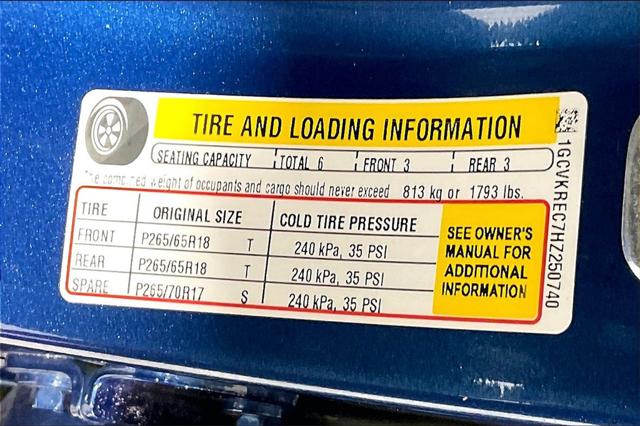 TIRE AND LOADING INFORMATION
SEATING CAPACITY TOTAL 6 FRONT 3 REAR 3
The combined weight of occupants and cargo should never exceed 813 kg or 1793 lbs.
TIRE ORIGINAL SIZE COLD TIRE PRESSURE
FRONT P265/65R18 T 240 kPa, 35 PSI
REAR P265/65R18 T 240 kPa, 35 PSI
SPARE P265/70R17 S 240 kPa, 35 PSI
SEE OWNER'S
MANUAL FOR
ADDITIONAL
INFORMATION
1GCVKREC7HZ250740